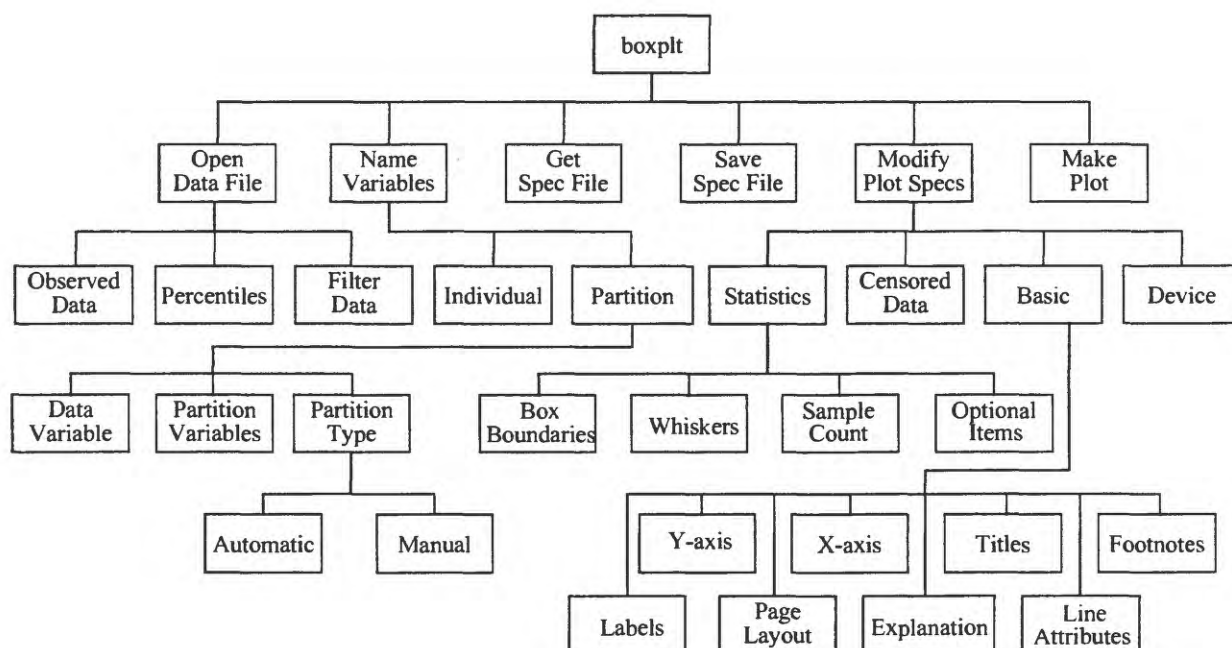 boxplt
Open
Data File
Name
Variables
Get
Spec File
Save
Spec File
Modify
Plot Specs
Make
Plot
Observed
Data
Percentiles
Filter
Data
Individual
Partition
Statistics
Censored
Data
Basic
Device
Data
Variable
Partition
Variables
Partition
Type
Box
Boundaries
Whiskers
Sample
Count
Optional
Items
Automatic
Manual
Y-axis
X-axis
Titles
Footnotes
Labels
Page
Layout
Explanation
Line
Attributes